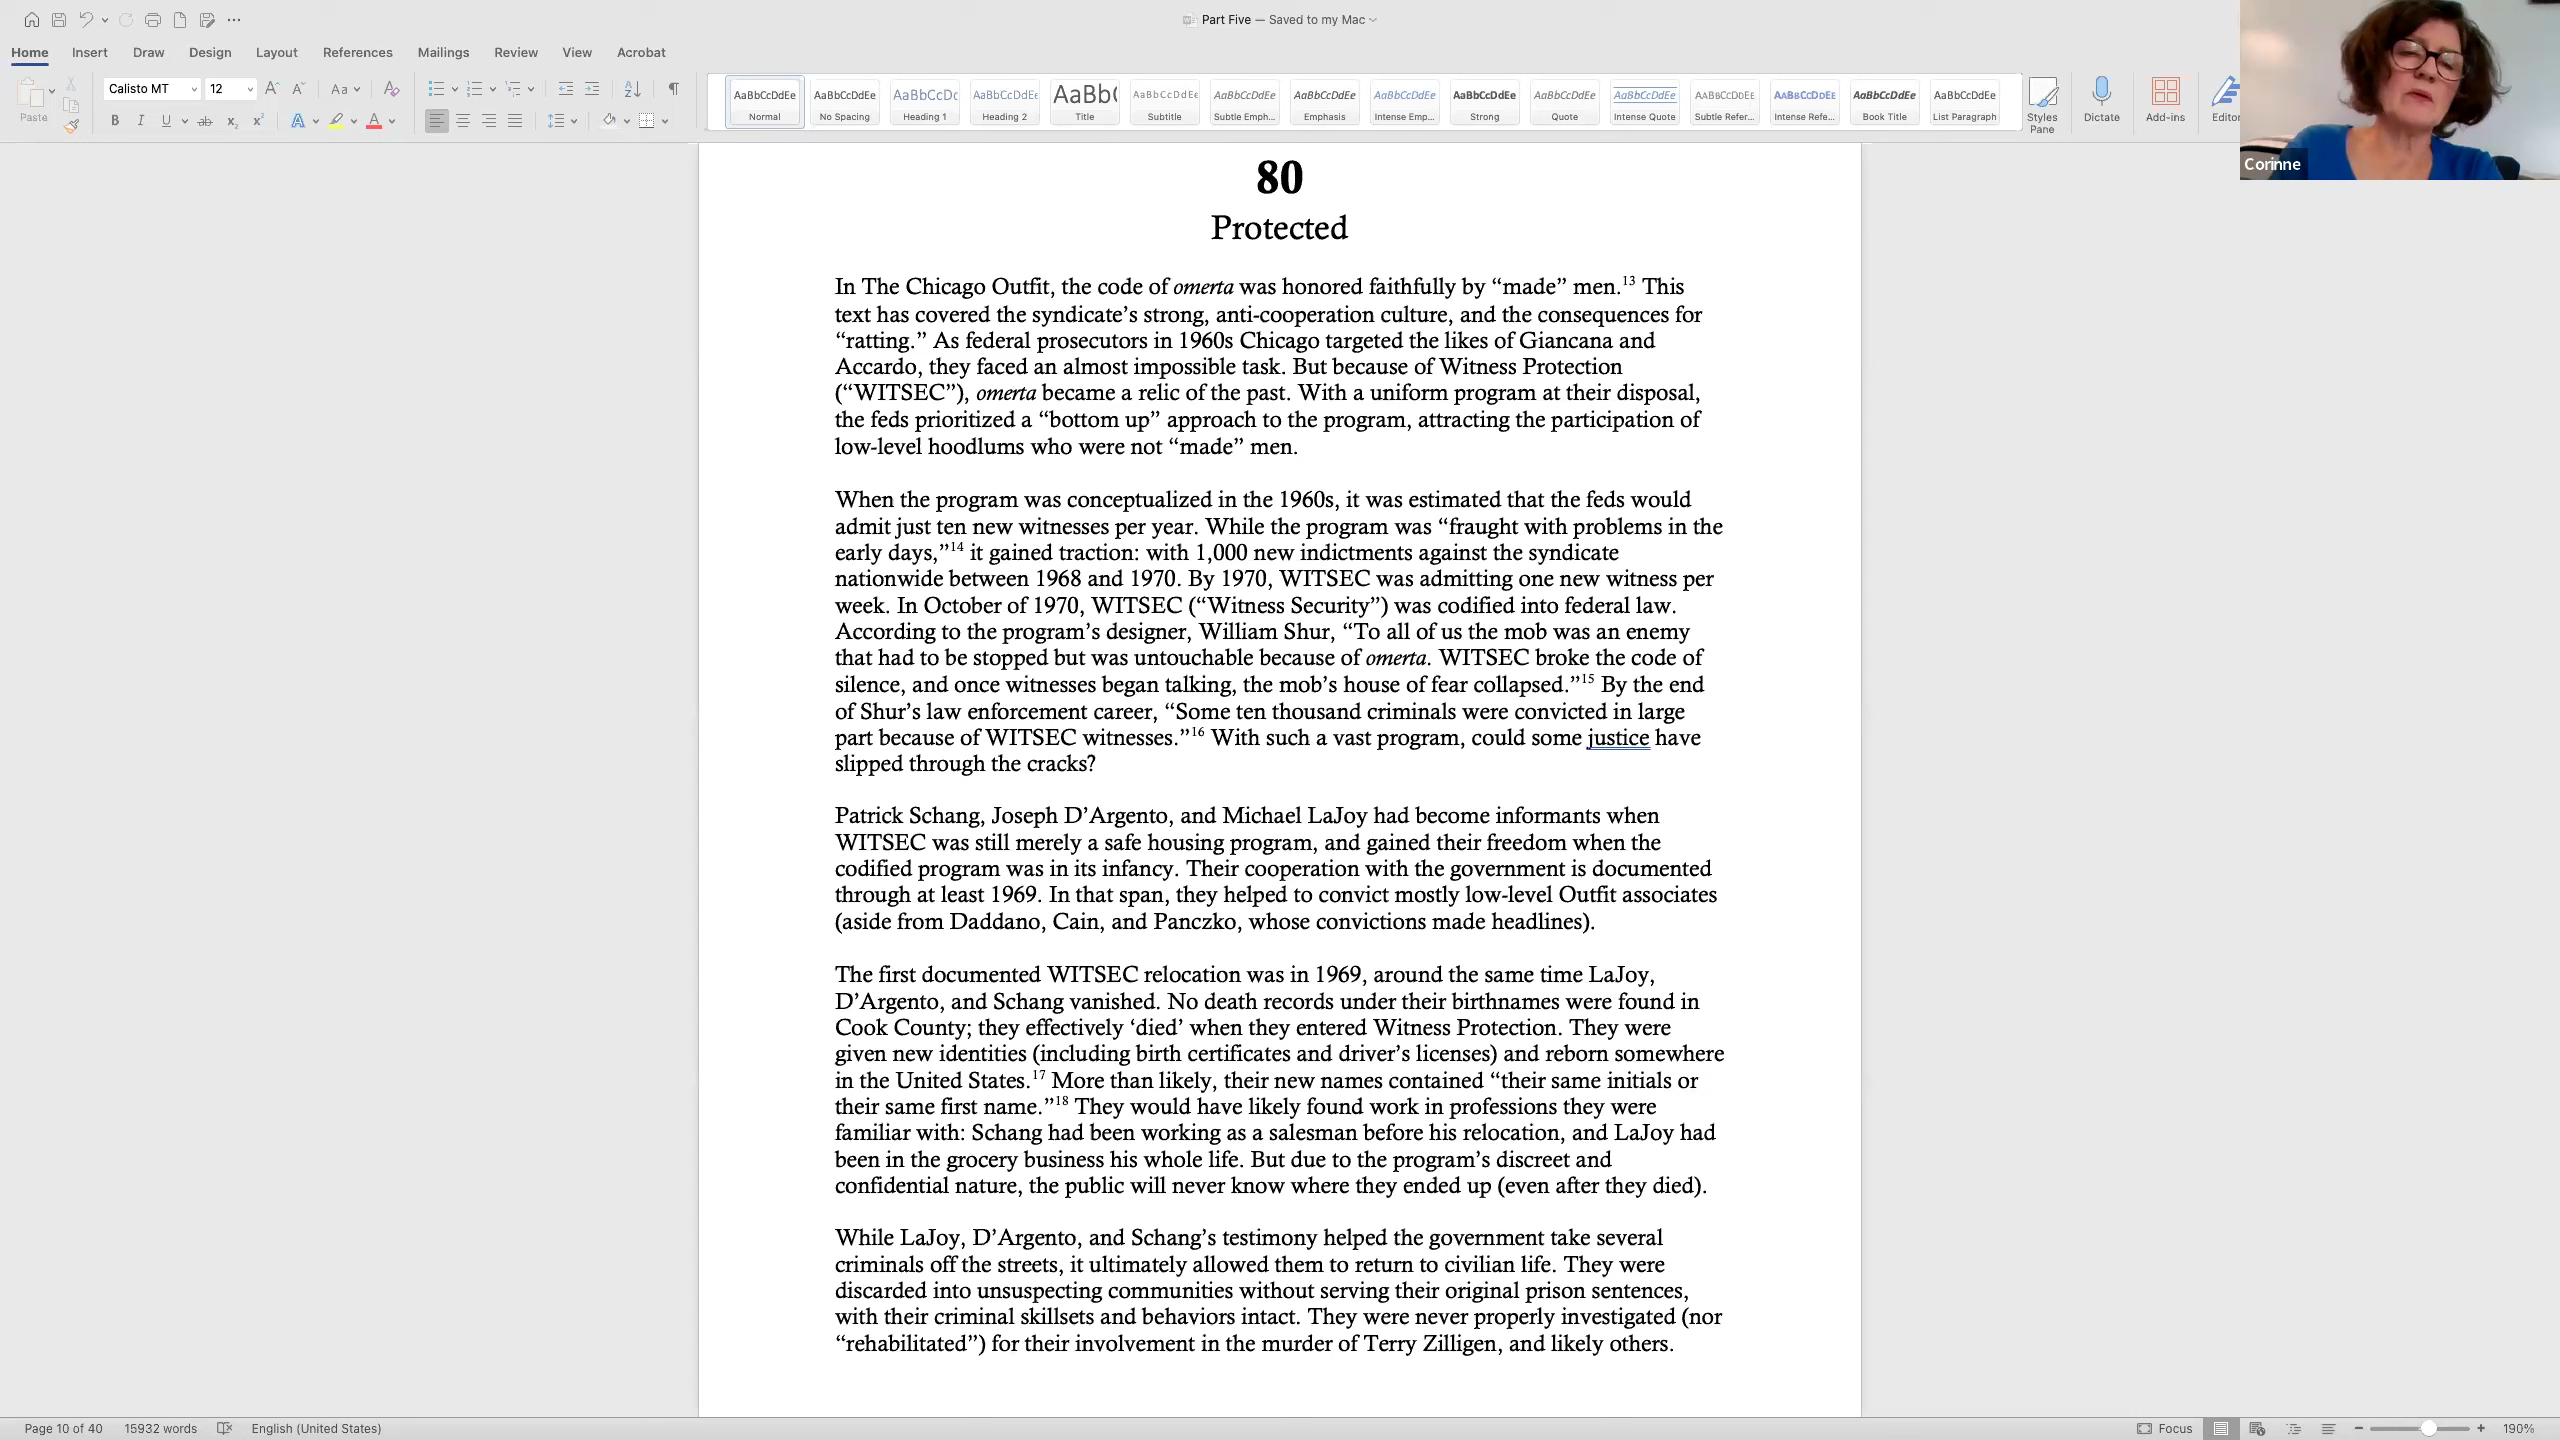 Part Five — Saved to my Mac
Home Insert Draw Design Layout References Mailings Review View Acrobat
Paste
Calisto MT 12
AaBbCcDdEe Normal
AaBbCcDdEe No Spacing
AaBbCcDc Heading 1
AaBbCcDdEe Heading 2
AaBb( Title
AaBbCcDdEe Subtitle
AaBbCcDdEe Subtle Emph...
AaBbCcDdEe Emphasis
AaBbCcDdEe Intense Emp...
AaBbCcDdEe Strong
AaBbCcDdEe Quote
AaBbCcDdEe Intense Quote
AaBbCcDdEe Subtle Refer...
AaBbCcDdEe Intense Refe...
AaBbCcDdEe Book Title
AaBbCcDdEe List Paragraph
Styles
Pane
Dictate
Add-ins
Editor
Corinne
80
Protected
In The Chicago Outfit, the code of omerta was honored faithfully by “made” men.13 This
text has covered the syndicate’s strong, anti-cooperation culture, and the consequences for
“ratting.” As federal prosecutors in 1960s Chicago targeted the likes of Giancana and
Accardo, they faced an almost impossible task. But because of Witness Protection
(“WITSEC”), omerta became a relic of the past. With a uniform program at their disposal,
the feds prioritized a “bottom up” approach to the program, attracting the participation of
low-level hoodlums who were not “made” men.
When the program was conceptualized in the 1960s, it was estimated that the feds would
admit just ten new witnesses per year. While the program was “fraught with problems in the
early days,”14 it gained traction: with 1,000 new indictments against the syndicate
nationwide between 1968 and 1970. By 1970, WITSEC was admitting one new witness per
week. In October of 1970, WITSEC (“Witness Security”) was codified into federal law.
According to the program’s designer, William Shur, “To all of us the mob was an enemy
that had to be stopped but was untouchable because of omerta. WITSEC broke the code of
silence, and once witnesses began talking, the mob’s house of fear collapsed.”15 By the end
of Shur’s law enforcement career, “Some ten thousand criminals were convicted in large
part because of WITSEC witnesses.”16 With such a vast program, could some justice have
slipped through the cracks?
Patrick Schang, Joseph D’Argento, and Michael LaJoy had become informants when
WITSEC was still merely a safe housing program, and gained their freedom when the
codified program was in its infancy. Their cooperation with the government is documented
through at least 1969. In that span, they helped to convict mostly low-level Outfit associates
(aside from Daddano, Cain, and Panczko, whose convictions made headlines).
The first documented WITSEC relocation was in 1969, around the same time LaJoy,
D’Argento, and Schang vanished. No death records under their birthnames were found in
Cook County; they effectively ‘died’ when they entered Witness Protection. They were
given new identities (including birth certificates and driver’s licenses) and reborn somewhere
in the United States.17 More than likely, their new names contained “their same initials or
their same first name.”18 They would have likely found work in professions they were
familiar with: Schang had been working as a salesman before his relocation, and LaJoy had
been in the grocery business his whole life. But due to the program’s discreet and
confidential nature, the public will never know where they ended up (even after they died).
While LaJoy, D’Argento, and Schang’s testimony helped the government take several
criminals off the streets, it ultimately allowed them to return to civilian life. They were
discarded into unsuspecting communities without serving their original prison sentences,
with their criminal skillsets and behaviors intact. They were never properly investigated (nor
“rehabilitated”) for their involvement in the murder of Terry Zilligen, and likely others.
Page 10 of 40 15932 words English (United States) Focus 190%